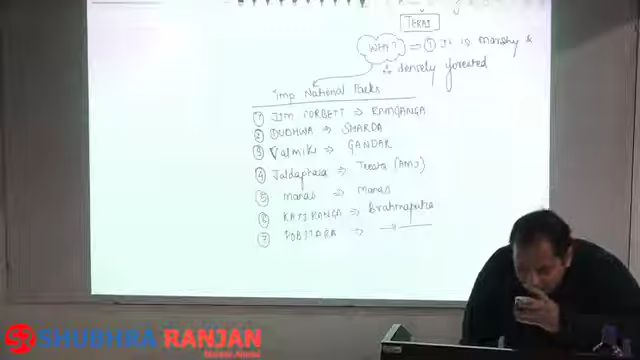 TERAI
WHY? ⇒ ① It is marshy &
densely forested
Imp National Parks
① JIM CORBETT ⇒ RAMGANGA
② DUDHWA ⇒ SHARDA
③ Valmiki ⇒ GANDAK
④ Jaldapara ⇒ Teesta (AMJ)
⑤ Manas ⇒ Manas
⑥ KAZIRANGA ⇒ Brahmaputra
⑦ POBITARA ⇒ —"—
SR SHUBHRA RANJAN